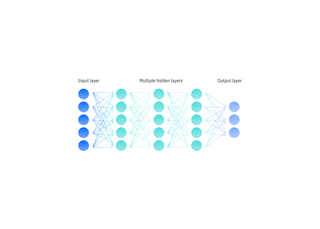 Input layer
Multiple hidden layers
Output layer